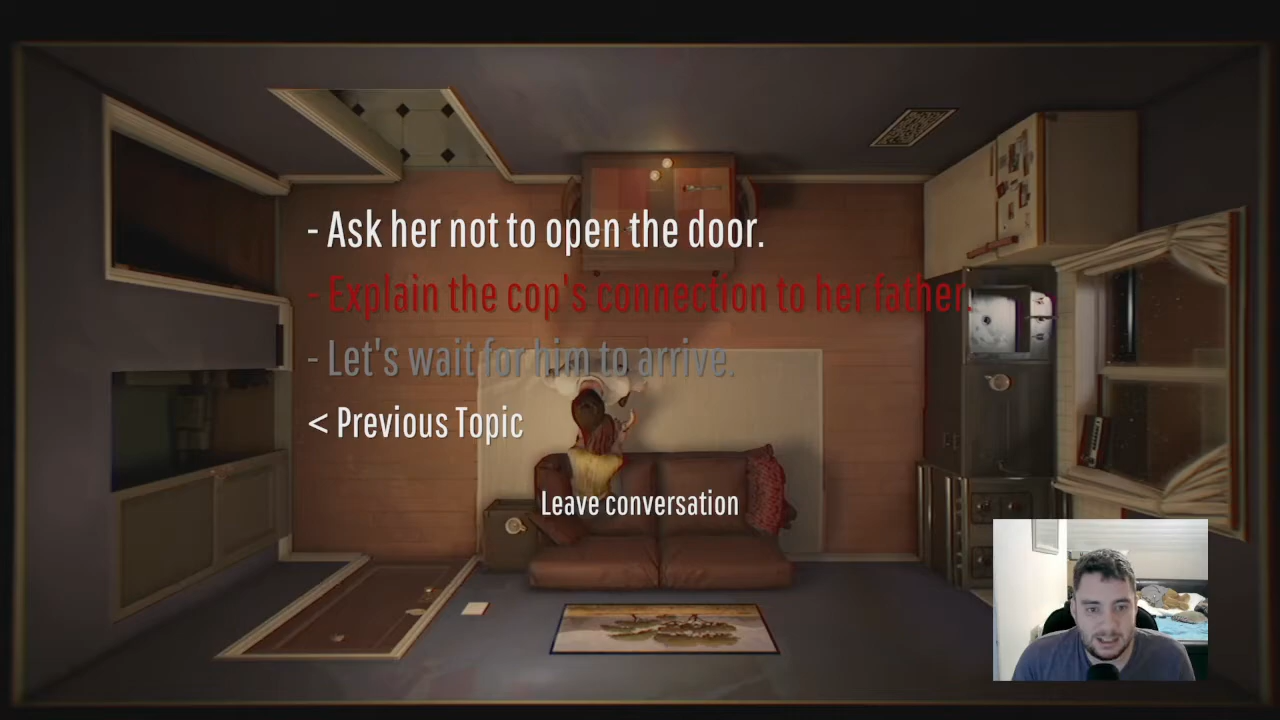 - Ask her not to open the door.
- Explain the cop's connection to her father.
- Let's wait for him to arrive.
< Previous Topic
Leave conversation